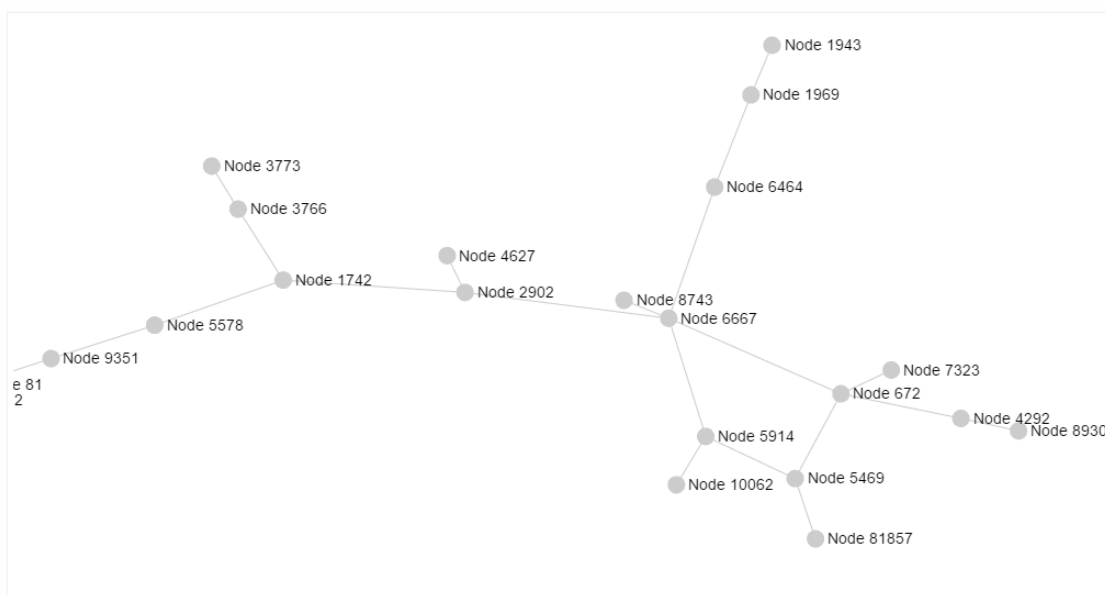 Node 1943
Node 1969
Node 3773
Node 6464
Node 3766
Node 4627
Node 1742
Node 2902
Node 8743
Node 6667
Node 5578
Node 9351
Node 7323
e 81
2
Node 672
Node 4292
Node 8930
Node 5914
Node 5469
Node 10062
Node 81857